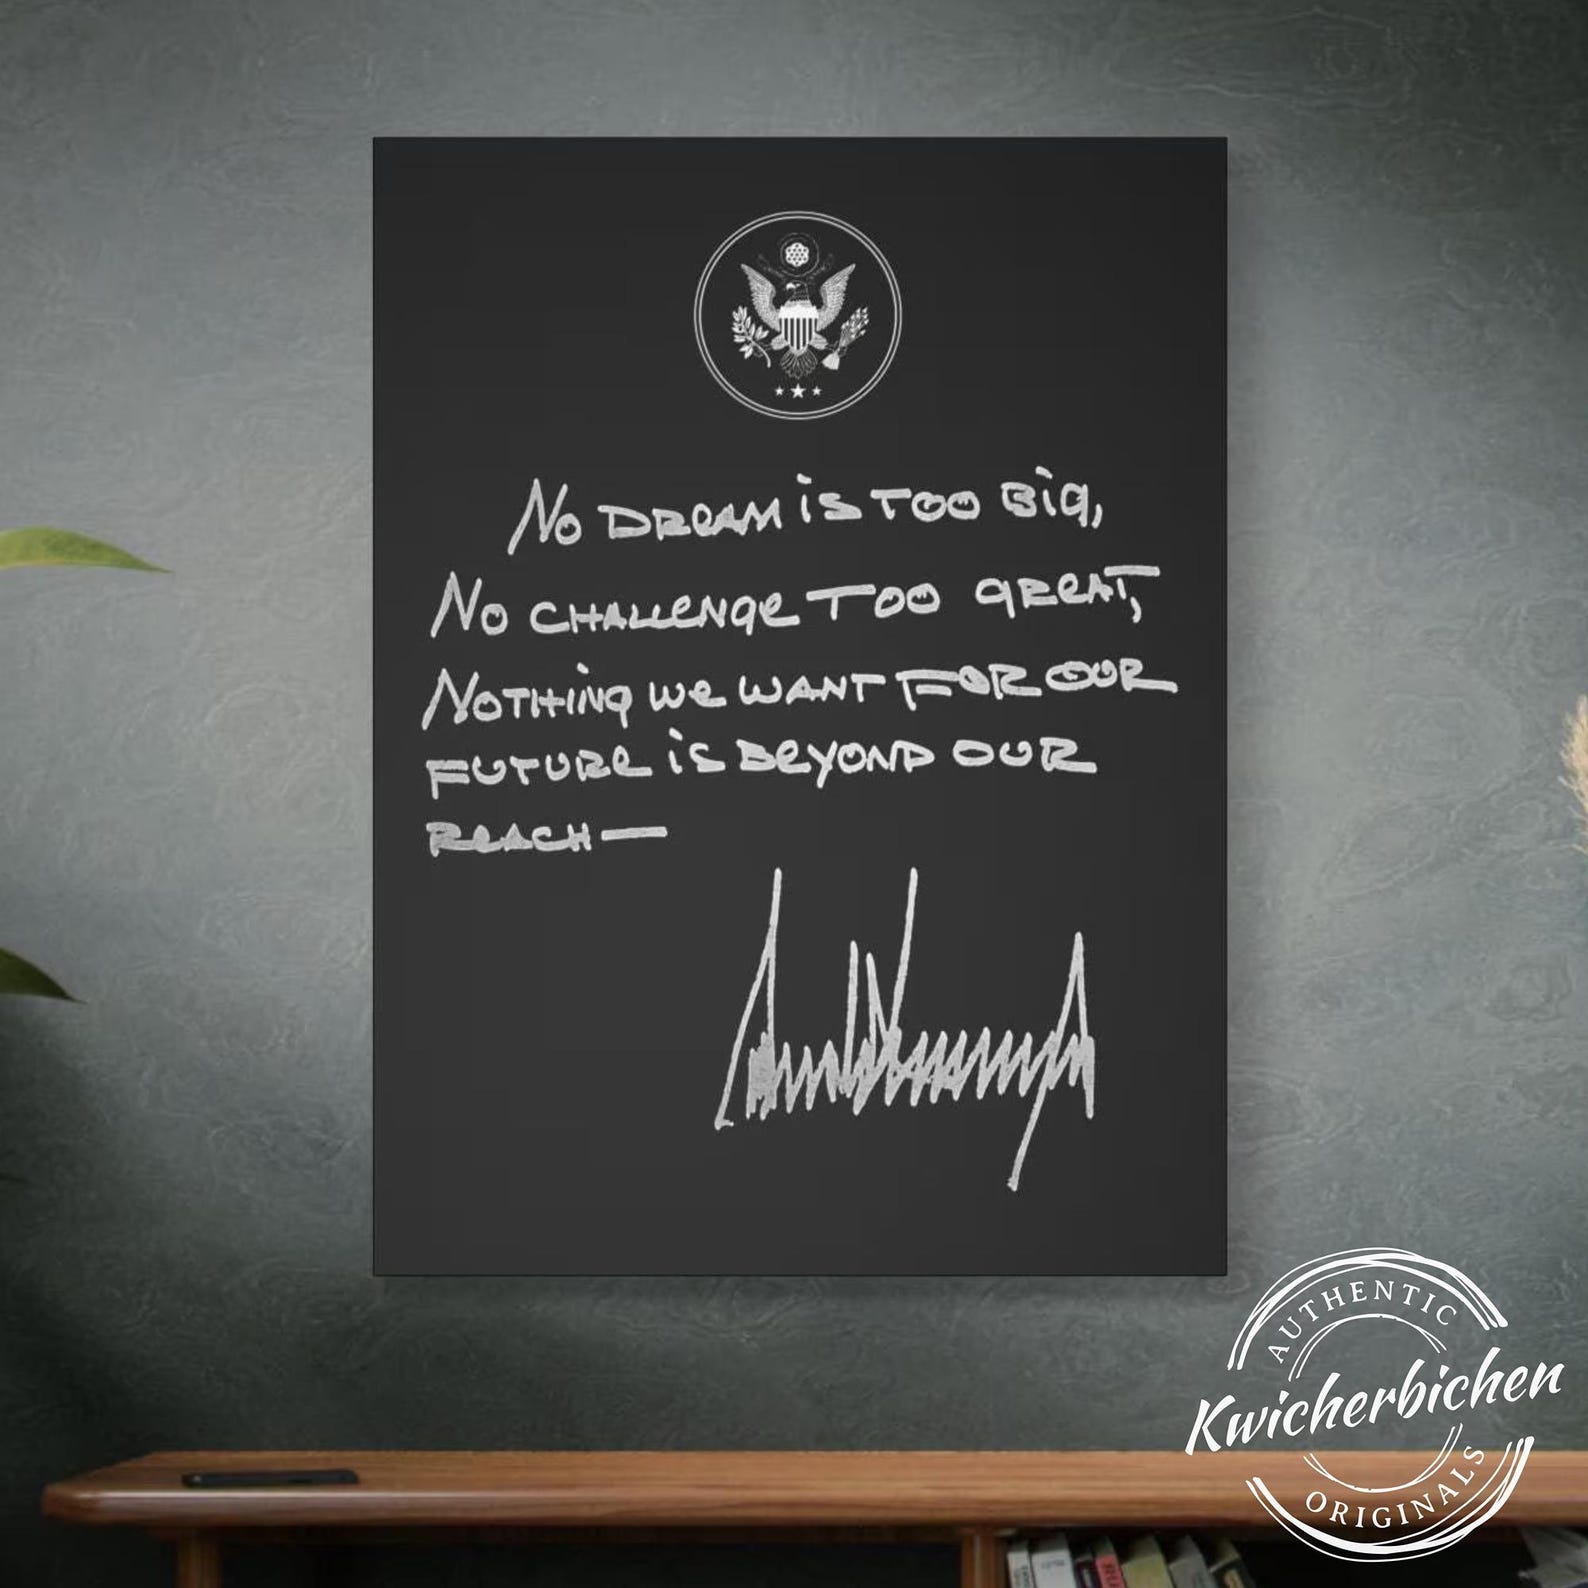 No DREAM is TOO BiG,
No CHALLENGE TOO GREAT,
NOTHING We WANT FOR OUR
FUTURE is BEYOND OUR
REACH—
AUTHENTIC
Kwicherbichen
ORIGINALS